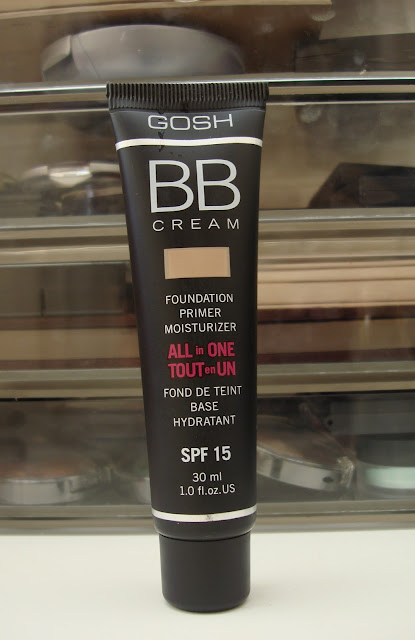 GOSH
BB
CREAM
FOUNDATION
PRIMER
MOISTURIZER
ALL in ONE
TOUT en UN
FOND DE TEINT
BASE
HYDRATANT
SPF 15
30 ml
1.0 fl.oz.US